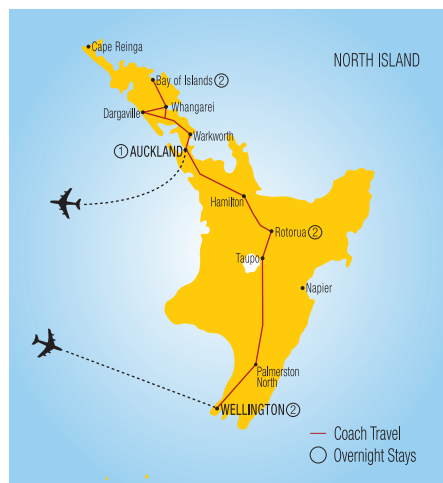 Cape Reinga
NORTH ISLAND
Bay of Islands 2
Whangarei
Dargaville
Warkworth
1 AUCKLAND
Hamilton
Rotorua 2
Taupo
Napier
Palmerston
North
WELLINGTON 2
Coach Travel
Overnight Stays